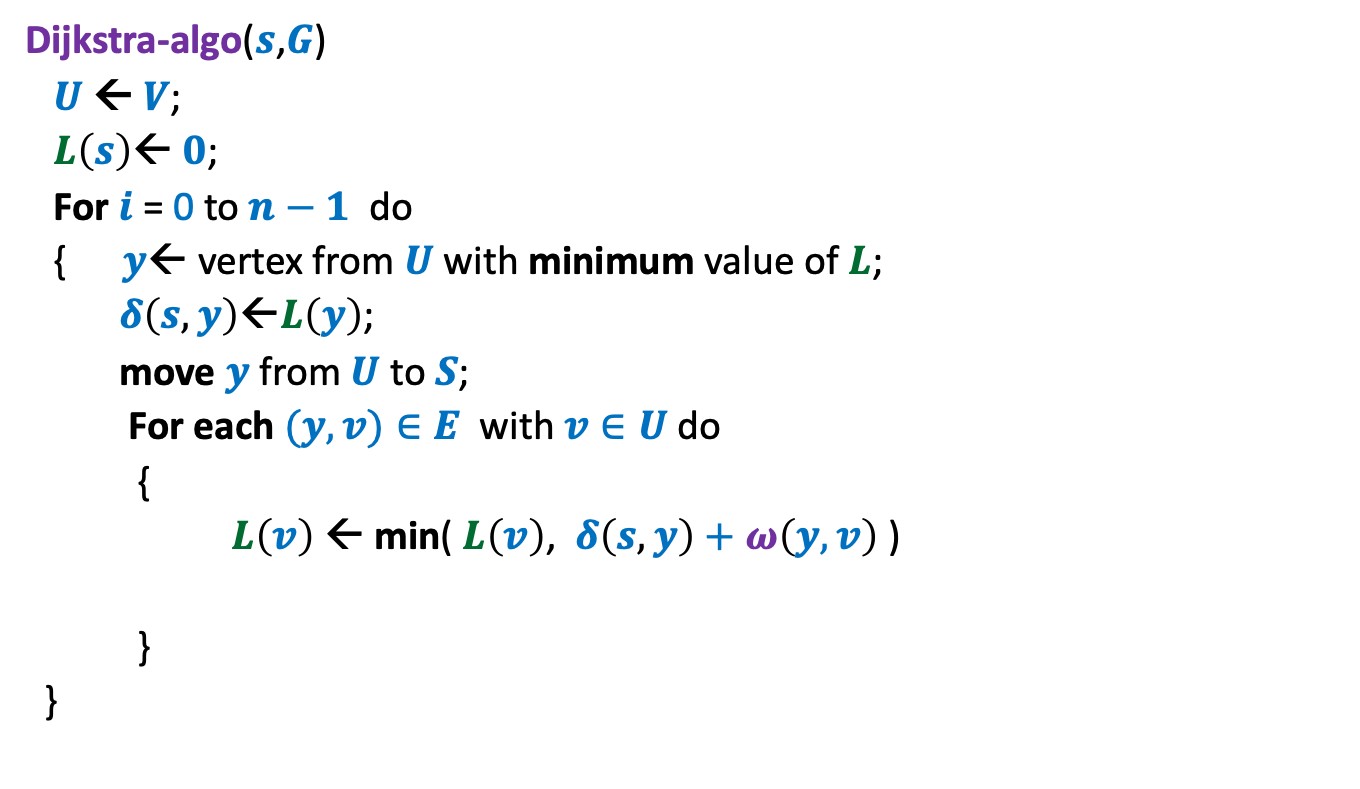 Dijkstra-algo(s,G)
U ← V;
L(s)← 0;
For i = 0 to n − 1 do
{ y← vertex from U with minimum value of L;
δ(s, y)←L(y);
move y from U to S;
For each (y, v) ∈ E with v ∈ U do
{
L(v) ← min( L(v), δ(s, y) + ω(y, v) )
}
}